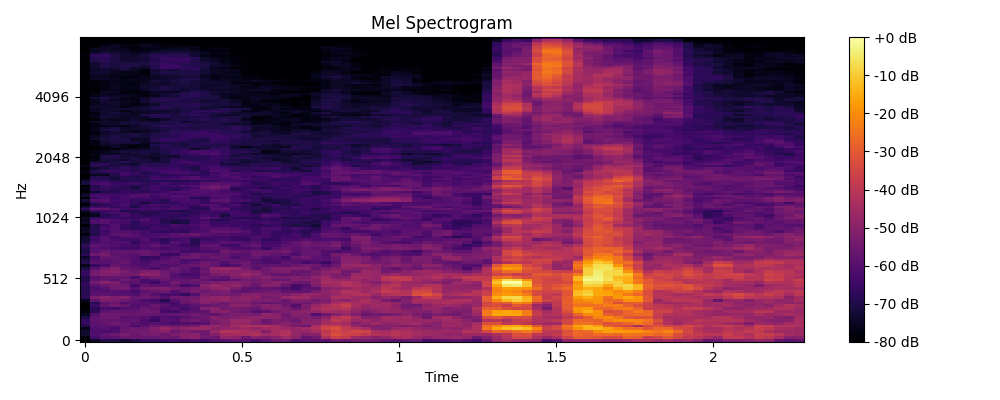 Mel Spectrogram
+0 dB
-10 dB
-20 dB
-30 dB
-40 dB
-50 dB
-60 dB
-70 dB
-80 dB
4096
2048
1024
512
0
Hz
0
0.5
1
1.5
2
Time